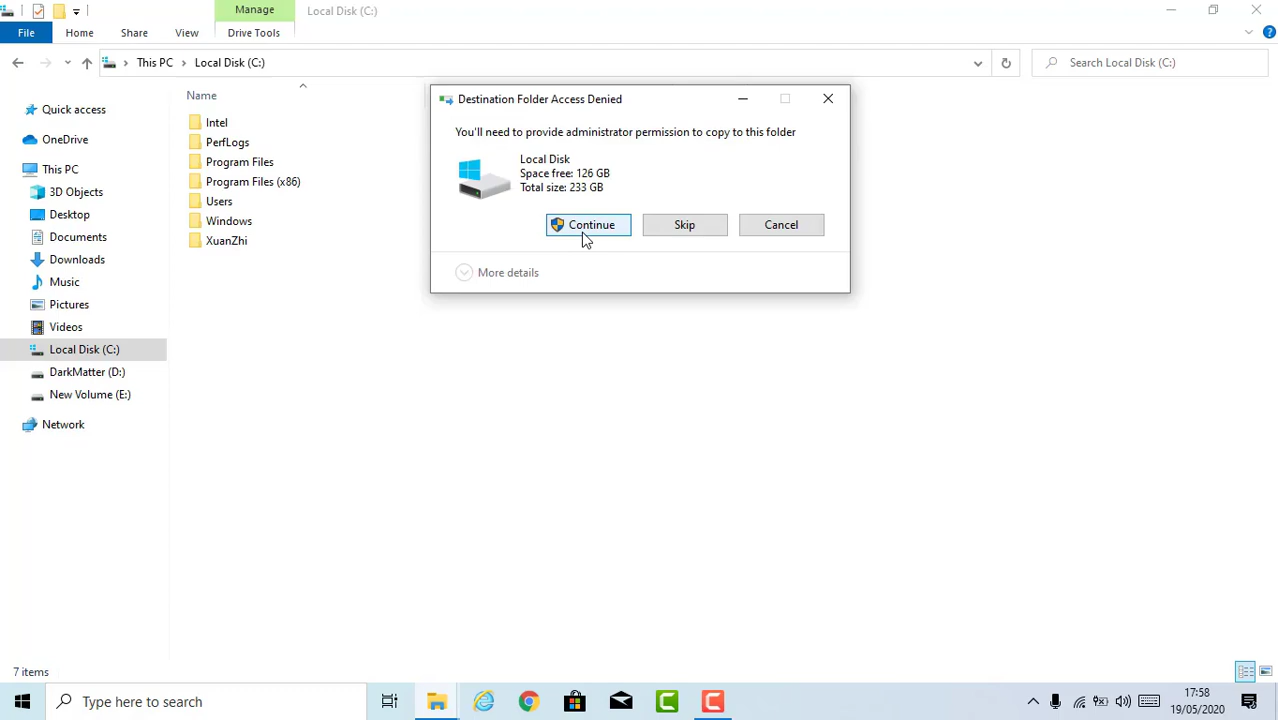 Manage
Local Disk (C:)
File
Home
Share
View
Drive Tools
This PC
Local Disk (C:)
Search Local Disk (C:)
Name
Quick access
OneDrive
This PC
3D Objects
Desktop
Documents
Downloads
Music
Pictures
Videos
Local Disk (C:)
DarkMatter (D:)
New Volume (E:)
Network
Intel
PerfLogs
Program Files
Program Files (x86)
Users
Windows
XuanZhi
Destination Folder Access Denied
You'll need to provide administrator permission to copy to this folder
Local Disk
Space free: 126 GB
Total size: 233 GB
Continue
Skip
Cancel
More details
7 items
Type here to search
17:58
19/05/2020